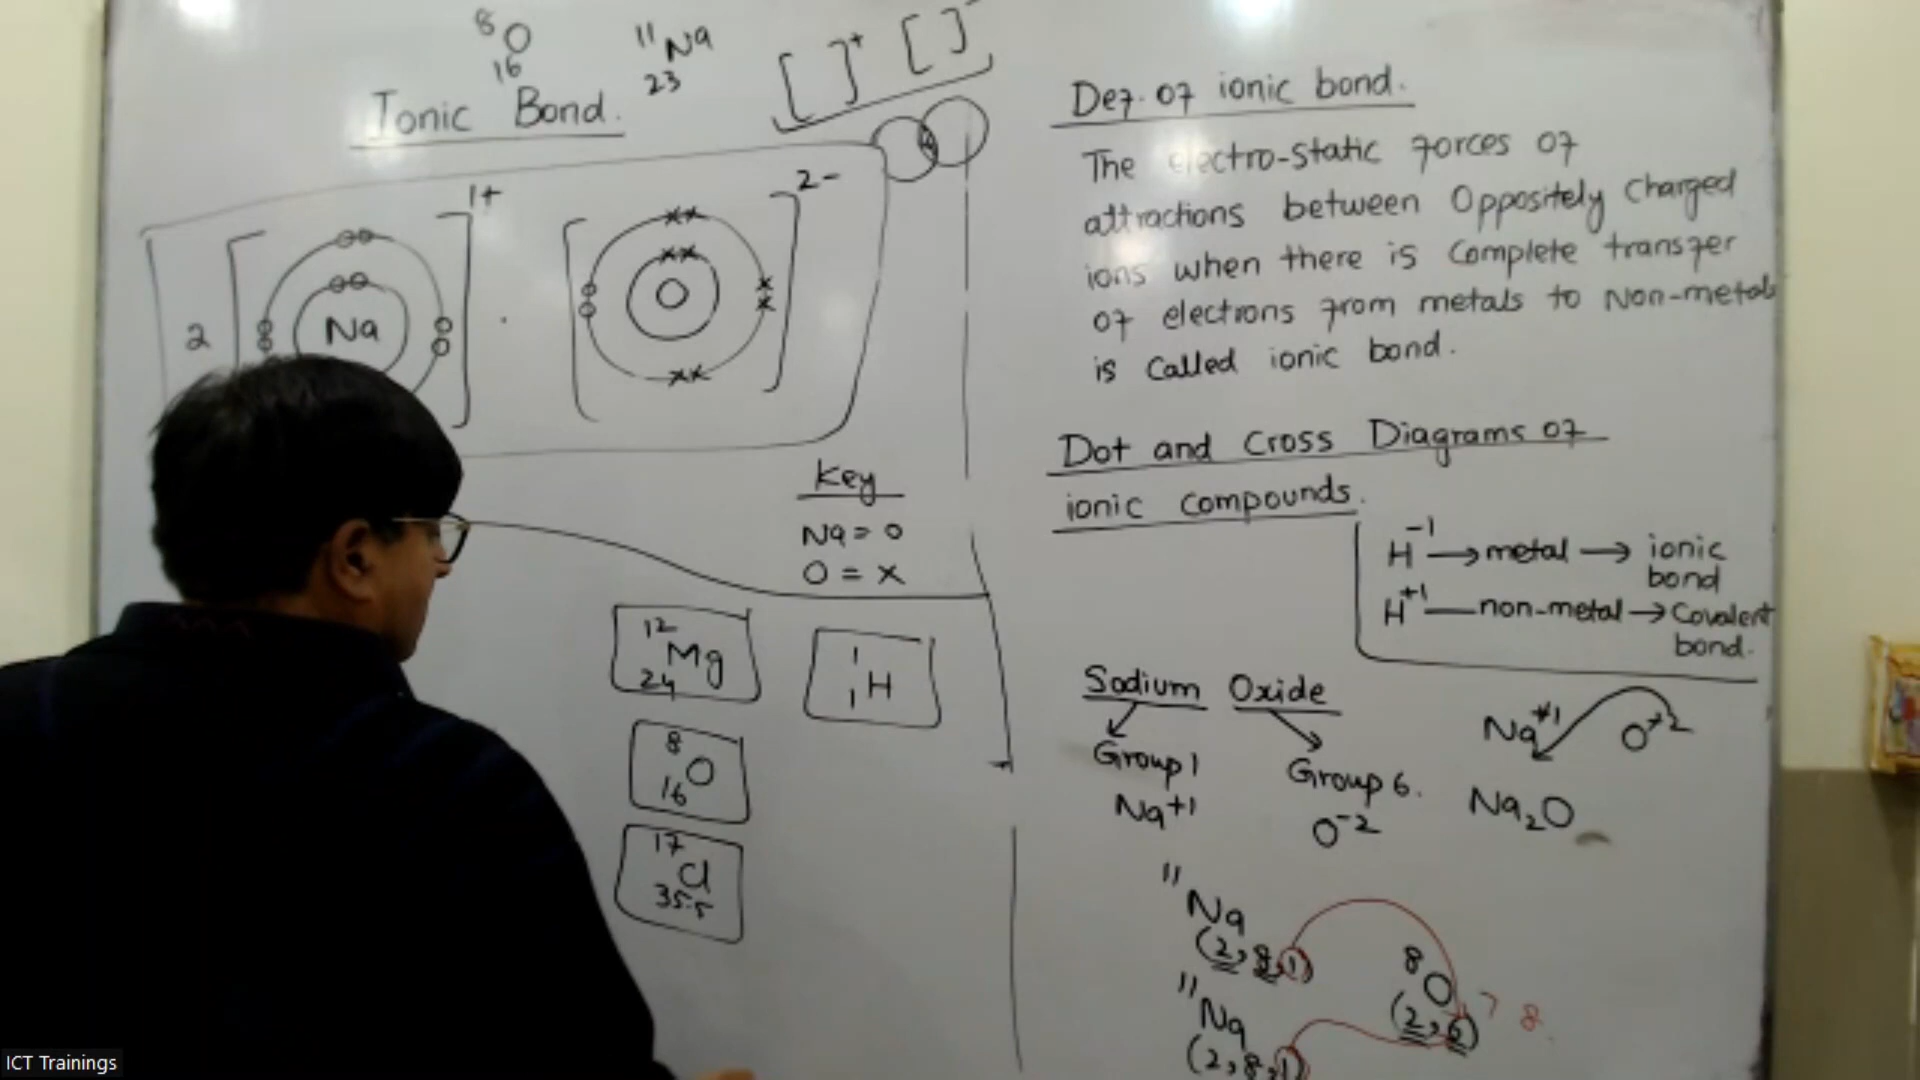 8
O
16
11
Na
23
[ ]+ [ ]-
Ionic Bond.
1+
2-
2
Na
O
Key
Na = o
O = x
12
Mg
24
1
H
1
8
O
16
17
Cl
35.5
Def. of ionic bond.
The electro-static forces of
attractions between Oppositely Charged
ions when there is Complete transfer
of electrons from metals to Non-metals
is Called ionic bond.
Dot and Cross Diagrams of
ionic compounds.
H-1 → metal → ionic
bond
H+1 — non-metal → Covalent
bond.
Sodium Oxide
Group 1
Na+1
Group 6.
O-2
Na
O
Na2O
11
Na
(2,8,1)
8
O
(2,6)
7 8
11
Na
(2,8,1)
ICT Trainings